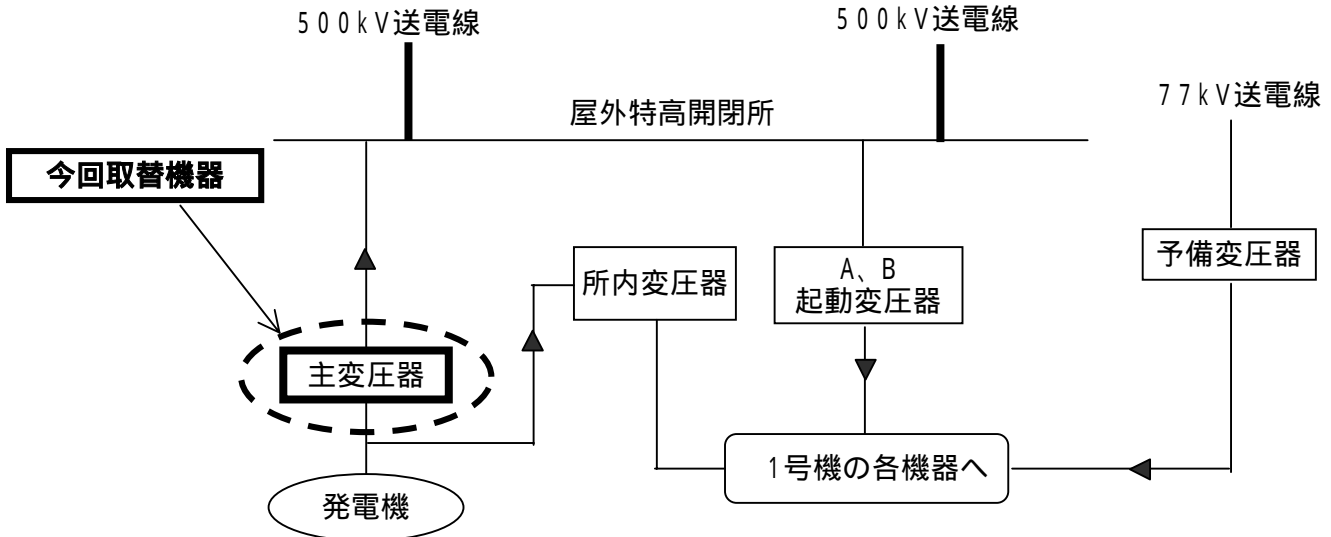 500kV送電線
500kV送電線
77kV送電線
屋外特高開閉所
今回取替機器
予備変圧器
所内変圧器
A、B
起動変圧器
主変圧器
1号機の各機器へ
発電機